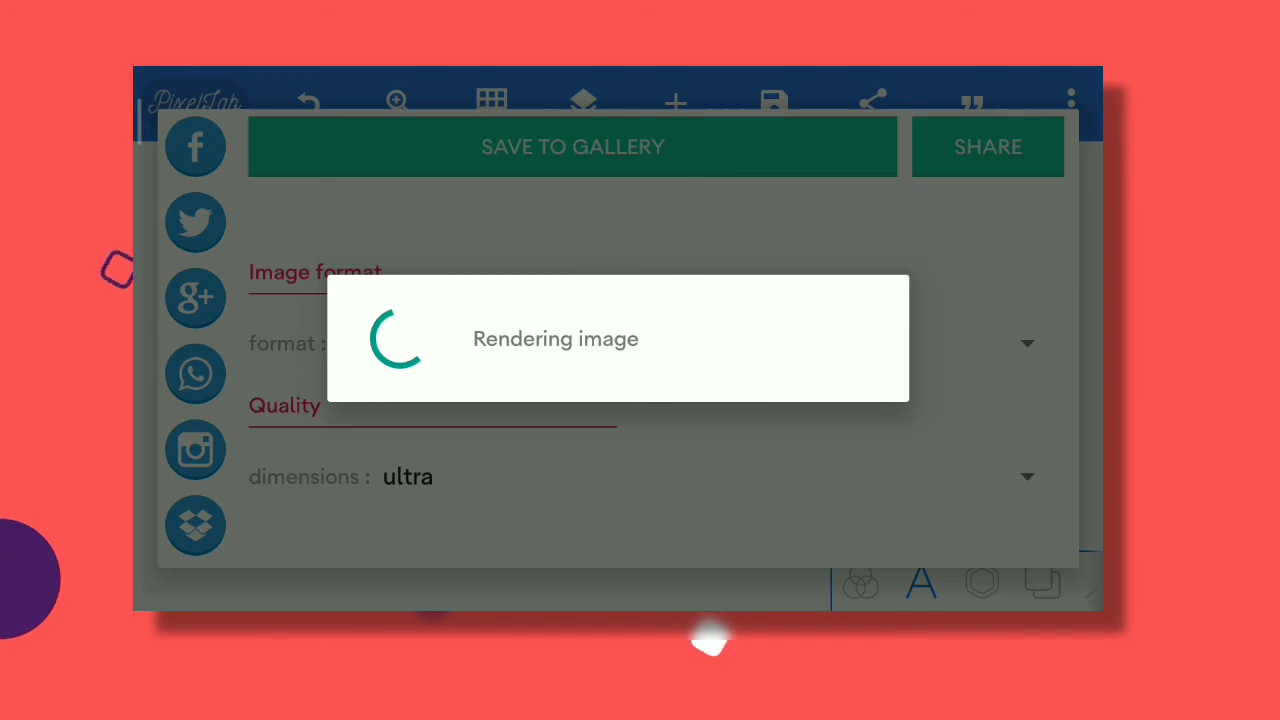 PixelLab
SAVE TO GALLERY
SHARE
Image format
format :
Rendering image
Quality
dimensions : ultra